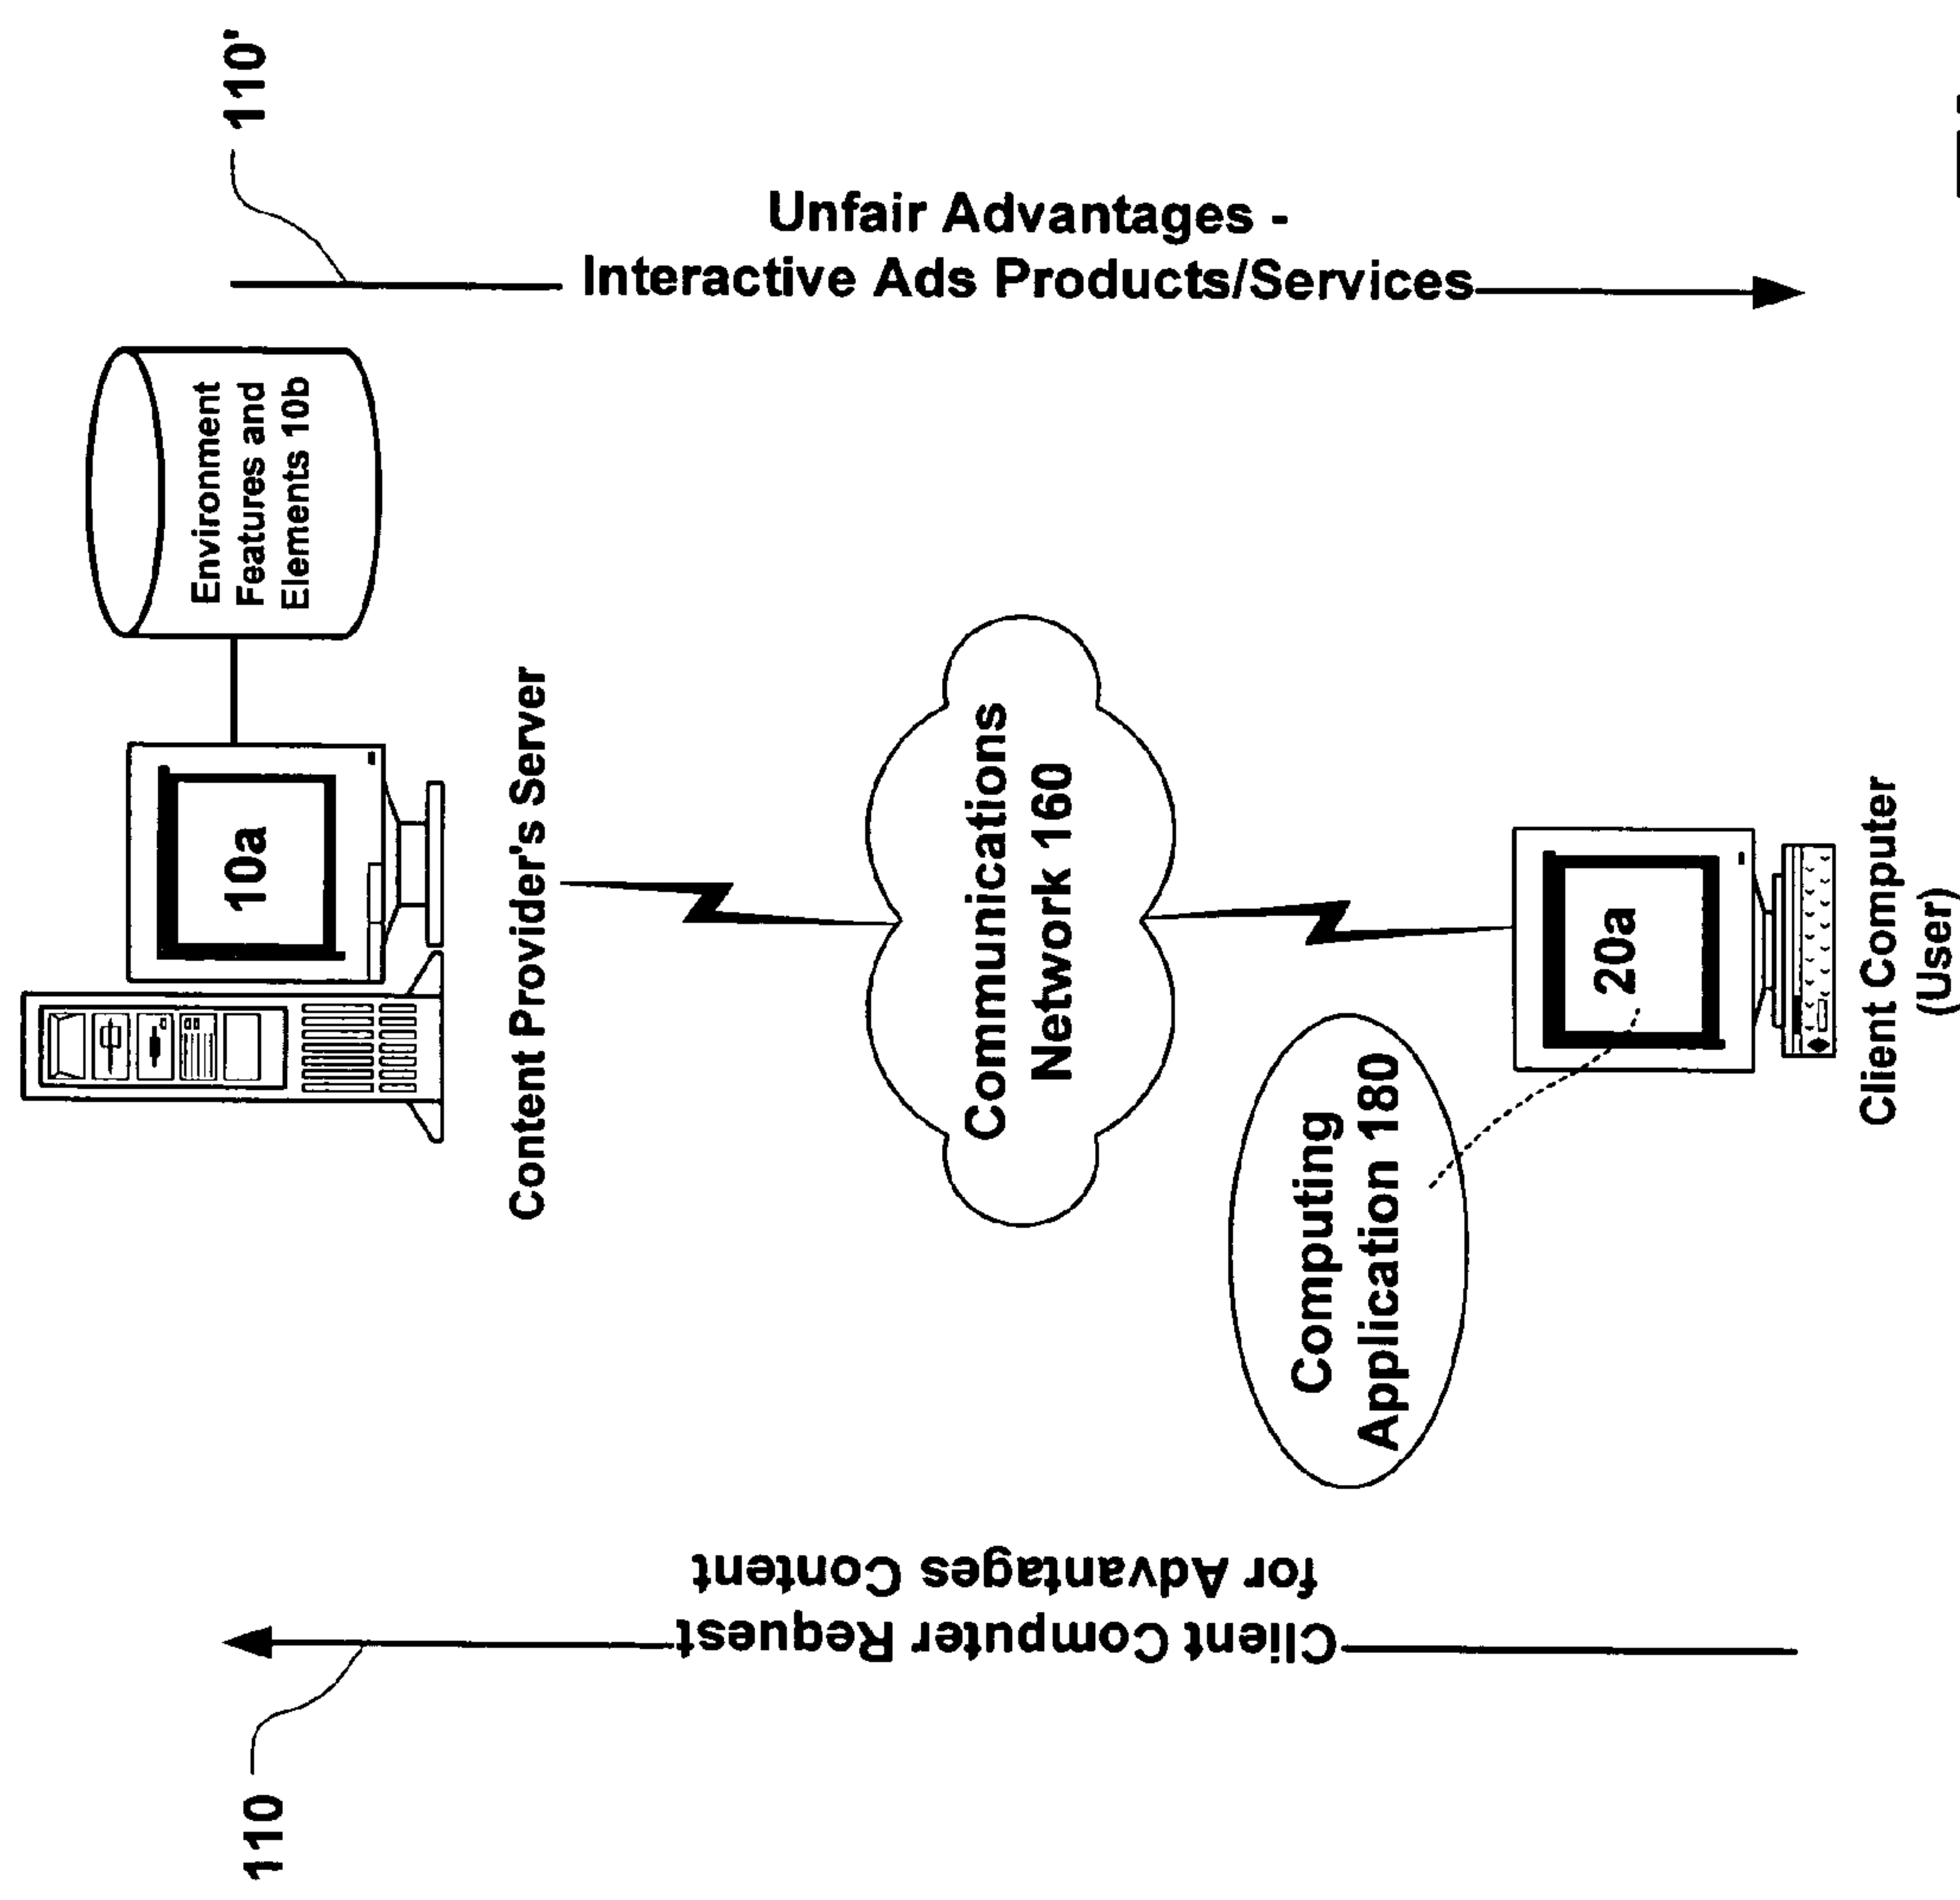 110'
Unfair Advantages -
Interactive Ads Products/Services
Environment
Features and
Elements 10b
10a
Content Provider's Server
Communications
Network 160
Computing
Application 180
20a
Client Computer
(User)
Client Computer Request
for Advantages Content
110